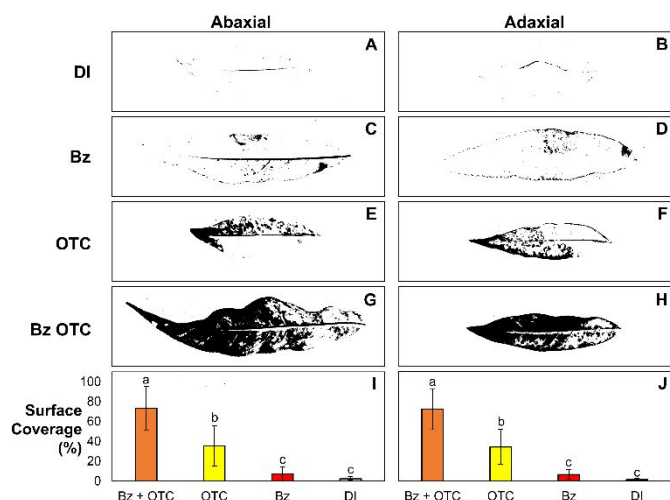 Abaxial Adaxial
DI A B
Bz C D
OTC E F
Bz OTC G H
I J
Surface
Coverage
(%)
100
80
60
40
20
0
a b c c
a b c c
Bz + OTC OTC Bz DI
Bz + OTC OTC Bz DI